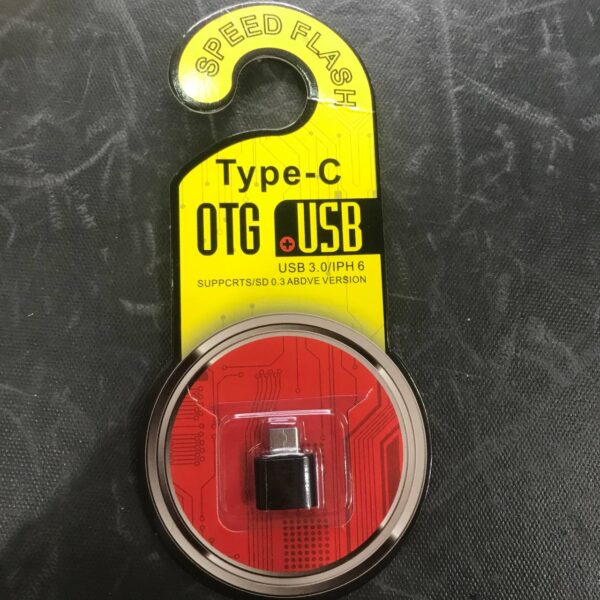 SPEED FLASH
Type-C
OTG USB
USB 3.0/IPH 6
SUPPCRTS/SD 0.3 ABDVE VERSION